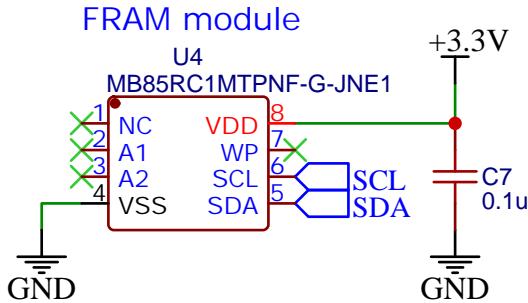 FRAM module
U4
MB85RC1MTPNF-G-JNE1
+3.3V
1 NC VDD 8
2 A1 WP 7
3 A2 SCL 6 SCL
4 VSS SDA 5 SDA
C7
0.1u
GND GND